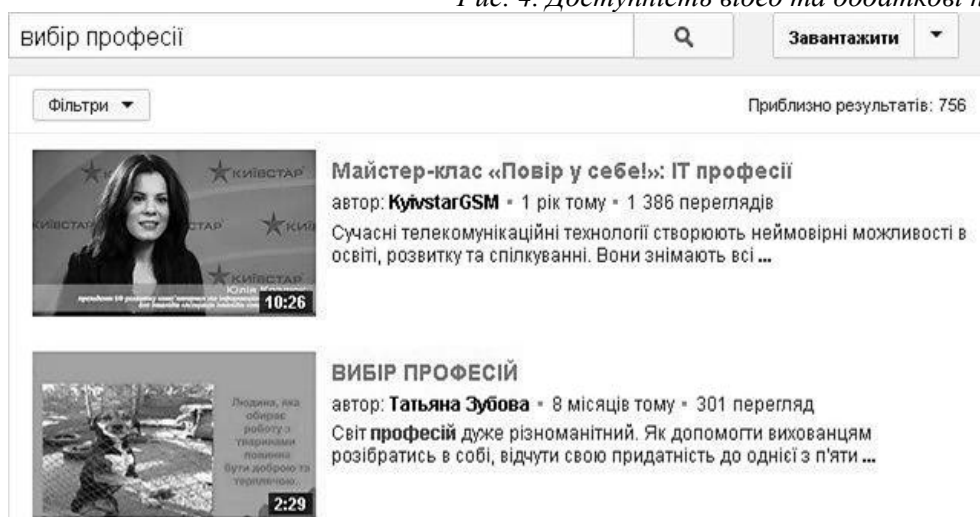 Рис. 4. Доступність відео та додаткові
вибір професії
Завантажити
Фільтри
Приблизно результатів: 756
КИЇВСТАР
10:26
Майстер-клас «Повір у себе!»: ІТ професії
автор: KyivstarGSM • 1 рік тому • 1 386 переглядів
Сучасні телекомунікаційні технології створюють неймовірні можливості в
освіті, розвитку та спілкуванні. Вони знімають всі ...
Людина, яка
обирає
роботу з
тваринами
повинна
бути доброю та
терплячою.
2:29
ВИБІР ПРОФЕСІЙ
автор: Татьяна Зубова • 8 місяців тому • 301 перегляд
Світ професій дуже різноманітний. Як допомогти вихованцям
розібратись в собі, відчути свою придатність до однієї з п'яти ...